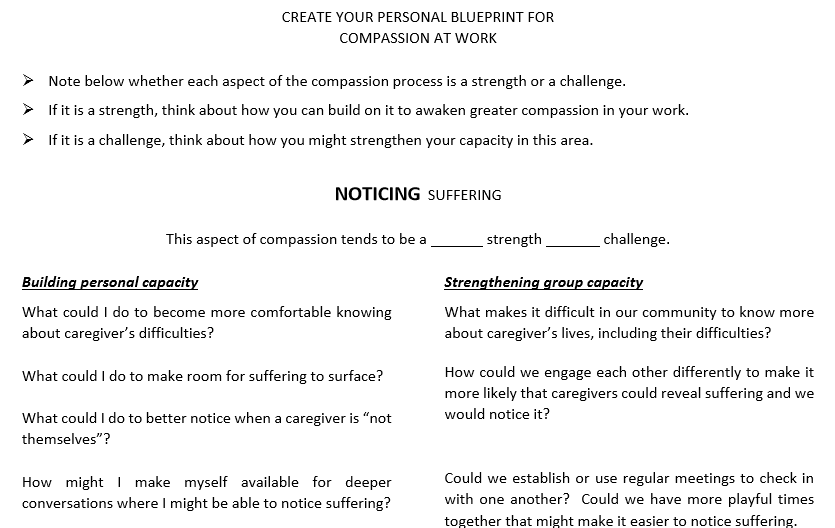 CREATE YOUR PERSONAL BLUEPRINT FOR
COMPASSION AT WORK
➢ Note below whether each aspect of the compassion process is a strength or a challenge.
➢ If it is a strength, think about how you can build on it to awaken greater compassion in your work.
➢ If it is a challenge, think about how you might strengthen your capacity in this area.
NOTICING SUFFERING
This aspect of compassion tends to be a ______ strength ______ challenge.
Building personal capacity
What could I do to become more comfortable knowing
about caregiver’s difficulties?
What could I do to make room for suffering to surface?
What could I do to better notice when a caregiver is “not
themselves”?
How might I make myself available for deeper
conversations where I might be able to notice suffering?
Strengthening group capacity
What makes it difficult in our community to know more
about caregiver’s lives, including their difficulties?
How could we engage each other differently to make it
more likely that caregivers could reveal suffering and we
would notice it?
Could we establish or use regular meetings to check in
with one another? Could we have more playful times
together that might make it easier to notice suffering.